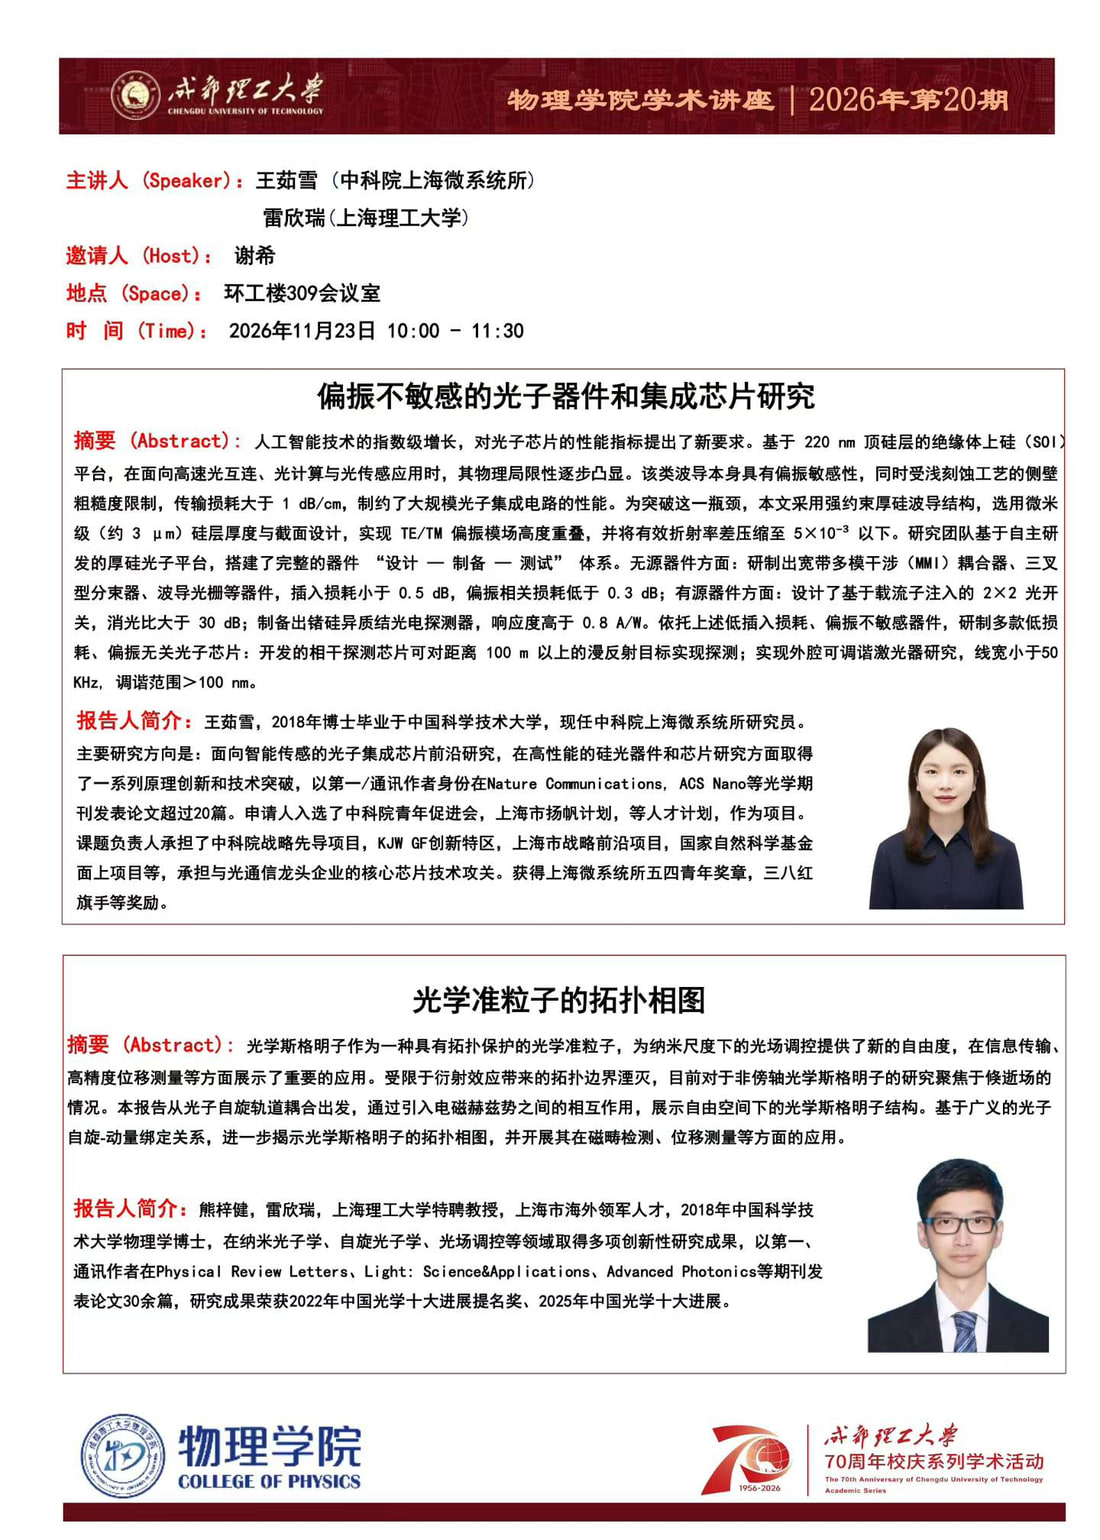 成都理工大学
CHENGDU UNIVERSITY OF TECHNOLOGY
物理学院学术讲座｜2026年第20期
主讲人 (Speaker)：王茹雪 (中科院上海微系统所)
雷欣瑞(上海理工大学)
邀请人 (Host)： 谢希
地点 (Space)： 环工楼309会议室
时 间 (Time)： 2026年11月23日 10:00 - 11:30
偏振不敏感的光子器件和集成芯片研究
摘要 (Abstract)：人工智能技术的指数级增长，对光子芯片的性能指标提出了新要求。基于 220 nm 顶硅层的绝缘体上硅（SOI）
平台，在面向高速光互连、光计算与光传感应用时，其物理局限性逐步凸显。该类波导本身具有偏振敏感性，同时受浅刻蚀工艺的侧壁
粗糙度限制，传输损耗大于 1 dB/cm，制约了大规模光子集成电路的性能。为突破这一瓶颈，本文采用强约束厚硅波导结构，选用微米
级（约 3 μm）硅层厚度与截面设计，实现 TE/TM 偏振模场高度重叠，并将有效折射率差压缩至 5×10⁻³ 以下。研究团队基于自主研
发的厚硅光子平台，搭建了完整的器件 “设计 — 制备 — 测试” 体系。无源器件方面：研制出宽带多模干涉（MMI）耦合器、三叉
型分束器、波导光栅等器件，插入损耗小于 0.5 dB，偏振相关损耗低于 0.3 dB；有源器件方面：设计了基于载流子注入的 2×2 光开
关，消光比大于 30 dB；制备出锗硅异质结光电探测器，响应度高于 0.8 A/W。依托上述低插入损耗、偏振不敏感器件，研制多款低损
耗、偏振无关光子芯片：开发的相干探测芯片可对距离 100 m 以上的漫反射目标实现探测；实现外腔可调谐激光器研究，线宽小于50
KHz，调谐范围＞100 nm。
报告人简介：王茹雪，2018年博士毕业于中国科学技术大学，现任中科院上海微系统所研究员。
主要研究方向是：面向智能传感的光子集成芯片前沿研究，在高性能的硅光器件和芯片研究方面取得
了一系列原理创新和技术突破，以第一/通讯作者身份在Nature Communications, ACS Nano等光学期
刊发表论文超过20篇。申请人入选了中科院青年促进会，上海市扬帆计划，等人才计划，作为项目。
课题负责人承担了中科院战略先导项目，KJW GF创新特区，上海市战略前沿项目，国家自然科学基金
面上项目等，承担与光通信龙头企业的核心芯片技术攻关。获得上海微系统所五四青年奖章，三八红
旗手等奖励。
光学准粒子的拓扑相图
摘要 (Abstract)：光学斯格明子作为一种具有拓扑保护的光学准粒子，为纳米尺度下的光场调控提供了新的自由度，在信息传输、
高精度位移测量等方面展示了重要的应用。受限于衍射效应带来的拓扑边界湮灭，目前对于非傍轴光学斯格明子的研究聚焦于倏逝场的
情况。本报告从光子自旋轨道耦合出发，通过引入电磁赫兹势之间的相互作用，展示自由空间下的光学斯格明子结构。基于广义的光子
自旋-动量绑定关系，进一步揭示光学斯格明子的拓扑相图，并开展其在磁畴检测、位移测量等方面的应用。
报告人简介：熊梓健，雷欣瑞，上海理工大学特聘教授，上海市海外领军人才，2018年中国科学技
术大学物理学博士，在纳米光子学、自旋光子学、光场调控等领域取得多项创新性研究成果，以第一、
通讯作者在Physical Review Letters、Light: Science&Applications、Advanced Photonics等期刊发
表论文30余篇，研究成果荣获2022年中国光学十大进展提名奖、2025年中国光学十大进展。
物理学院
COLLEGE OF PHYSICS
70
1956-2026
成都理工大学
70周年校庆系列学术活动
The 70th Anniversary of Chengdu University of Technology
Academic Series